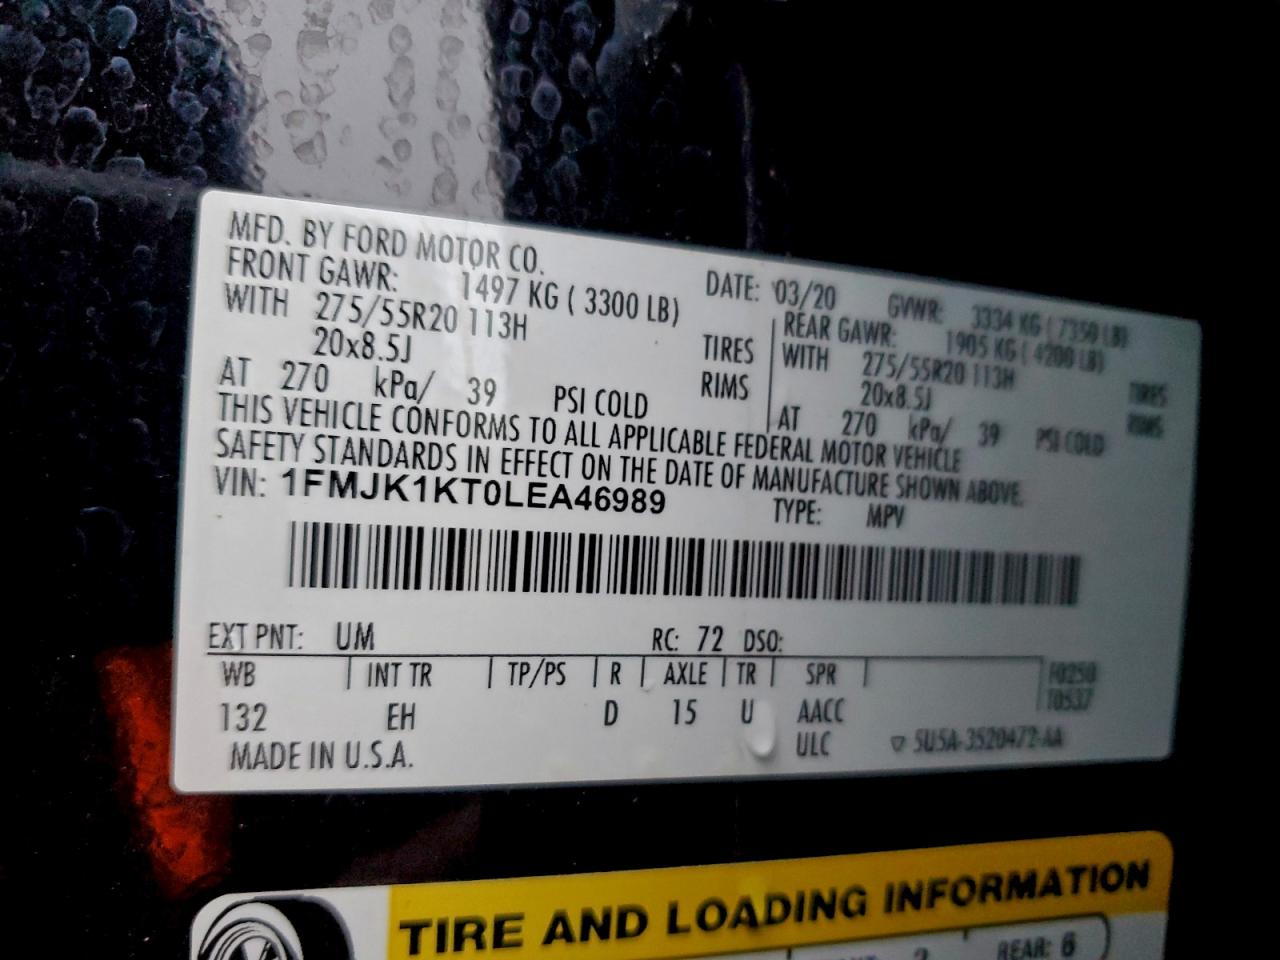 MFD. BY FORD MOTOR CO.
DATE: 03/20 GVWR: 3334 KG ( 7350 LB)
FRONT GAWR: 1497 KG ( 3300 LB)
WITH 275/55R20 113H TIRES
20x8.5J RIMS
AT 270 kPa/ 39 PSI COLD
REAR GAWR: 1905 KG ( 4200 LB)
WITH 275/55R20 113H TIRES
20x8.5J RIMS
AT 270 kPa/ 39 PSI COLD
THIS VEHICLE CONFORMS TO ALL APPLICABLE FEDERAL MOTOR VEHICLE
SAFETY STANDARDS IN EFFECT ON THE DATE OF MANUFACTURE SHOWN ABOVE.
VIN: 1FMJK1KT0LEA46989 TYPE: MPV
EXT PNT: UM RC: 72 DSO:
WB INT TR TP/PS R AXLE TR SPR F0250
T0537
132 EH D 15 U AACC
MADE IN U.S.A. ULC ▽ 5U5A-3520472-AA
TIRE AND LOADING INFORMATION
REAR: 6